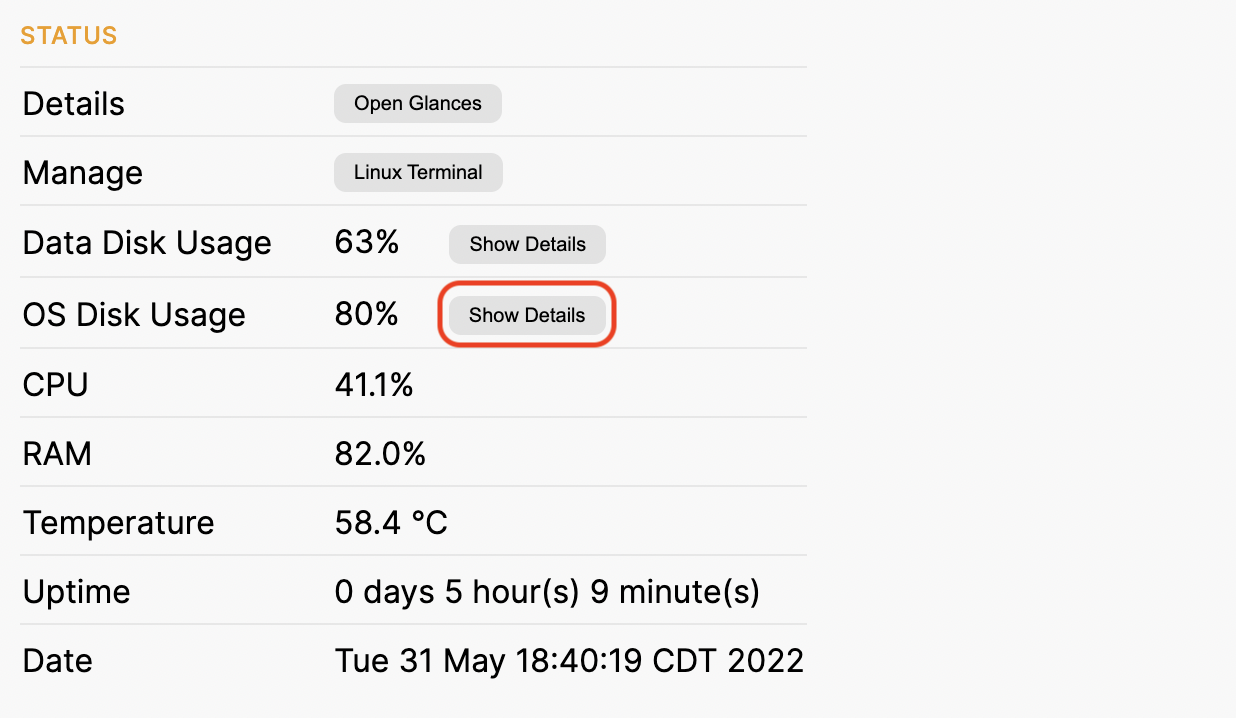 STATUS
Details Open Glances
Manage Linux Terminal
Data Disk Usage 63% Show Details
OS Disk Usage 80% Show Details
CPU 41.1%
RAM 82.0%
Temperature 58.4 °C
Uptime 0 days 5 hour(s) 9 minute(s)
Date Tue 31 May 18:40:19 CDT 2022